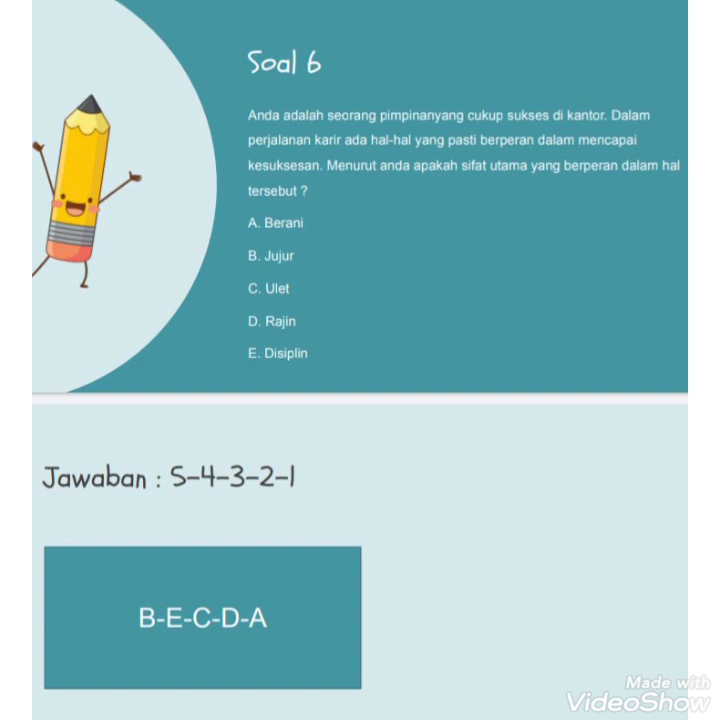 Soal 6
Anda adalah seorang pimpinanyang cukup sukses di kantor. Dalam
perjalanan karir ada hal-hal yang pasti berperan dalam mencapai
kesuksesan. Menurut anda apakah sifat utama yang berperan dalam hal
tersebut ?
A. Berani
B. Jujur
C. Ulet
D. Rajin
E. Disiplin
Jawaban : 5-4-3-2-1
B-E-C-D-A
Made with
VideoShow